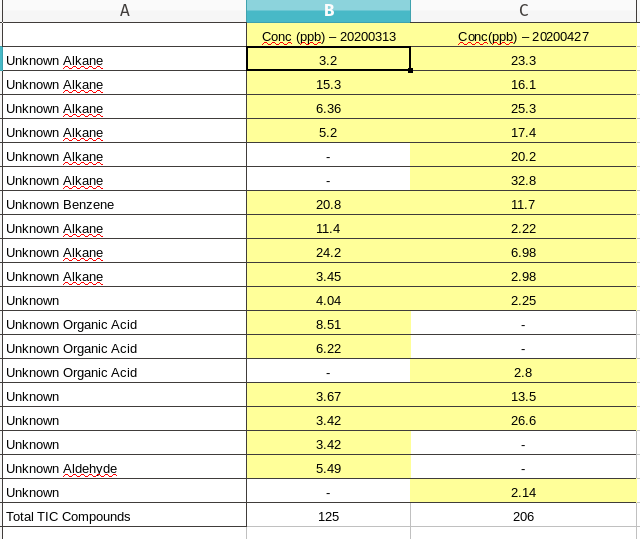 A B C
Conc (ppb) – 20200313 Conc(ppb) – 20200427
Unknown Alkane 3.2 23.3
Unknown Alkane 15.3 16.1
Unknown Alkane 6.36 25.3
Unknown Alkane 5.2 17.4
Unknown Alkane - 20.2
Unknown Alkane - 32.8
Unknown Benzene 20.8 11.7
Unknown Alkane 11.4 2.22
Unknown Alkane 24.2 6.98
Unknown Alkane 3.45 2.98
Unknown 4.04 2.25
Unknown Organic Acid 8.51 -
Unknown Organic Acid 6.22 -
Unknown Organic Acid - 2.8
Unknown 3.67 13.5
Unknown 3.42 26.6
Unknown 3.42 -
Unknown Aldehyde 5.49 -
Unknown - 2.14
Total TIC Compounds 125 206